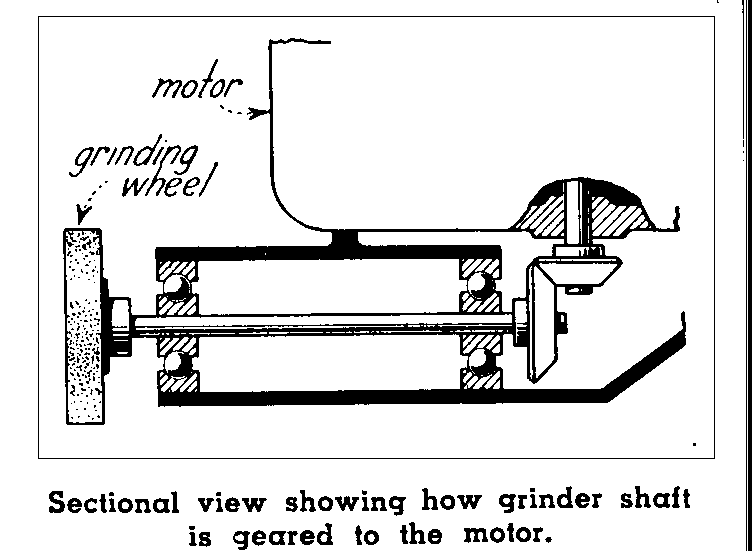 motor
grinding
wheel
Sectional view showing how grinder shaft
is geared to the motor.